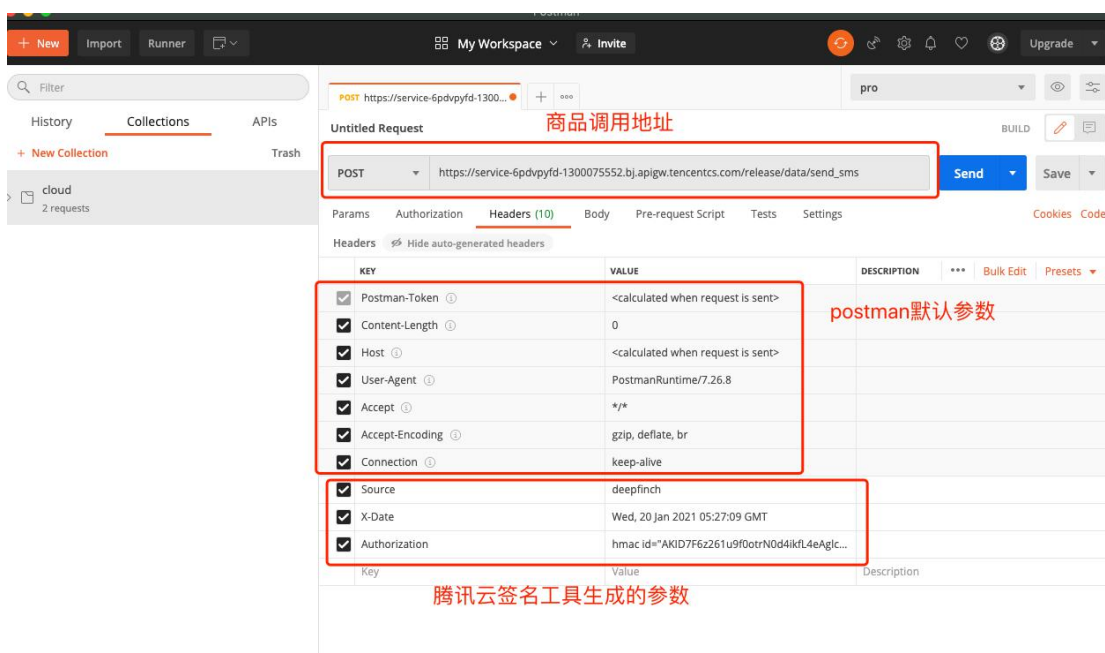 Postman
+ New Import Runner My Workspace Invite Upgrade
Filter
History Collections APIs
+ New Collection Trash
cloud
2 requests
POST https://service-6pdvpyfd-1300... + ooo
pro
商品调用地址
Untitled Request BUILD
POST https://service-6pdvpyfd-1300075552.bj.apigw.tencentcs.com/release/data/send_sms Send Save
Params Authorization Headers (10) Body Pre-request Script Tests Settings Cookies Code
Headers Hide auto-generated headers
KEY VALUE DESCRIPTION ••• Bulk Edit Presets
Postman-Token <calculated when request is sent>
postman默认参数
Content-Length 0
Host <calculated when request is sent>
User-Agent PostmanRuntime/7.26.8
Accept */*
Accept-Encoding gzip, deflate, br
Connection keep-alive
Source deepfinch
X-Date Wed, 20 Jan 2021 05:27:09 GMT
Authorization hmac id="AKID7F6z261u9f0otrN0d4ikfL4eAglc...
Key Value Description
腾讯云签名工具生成的参数